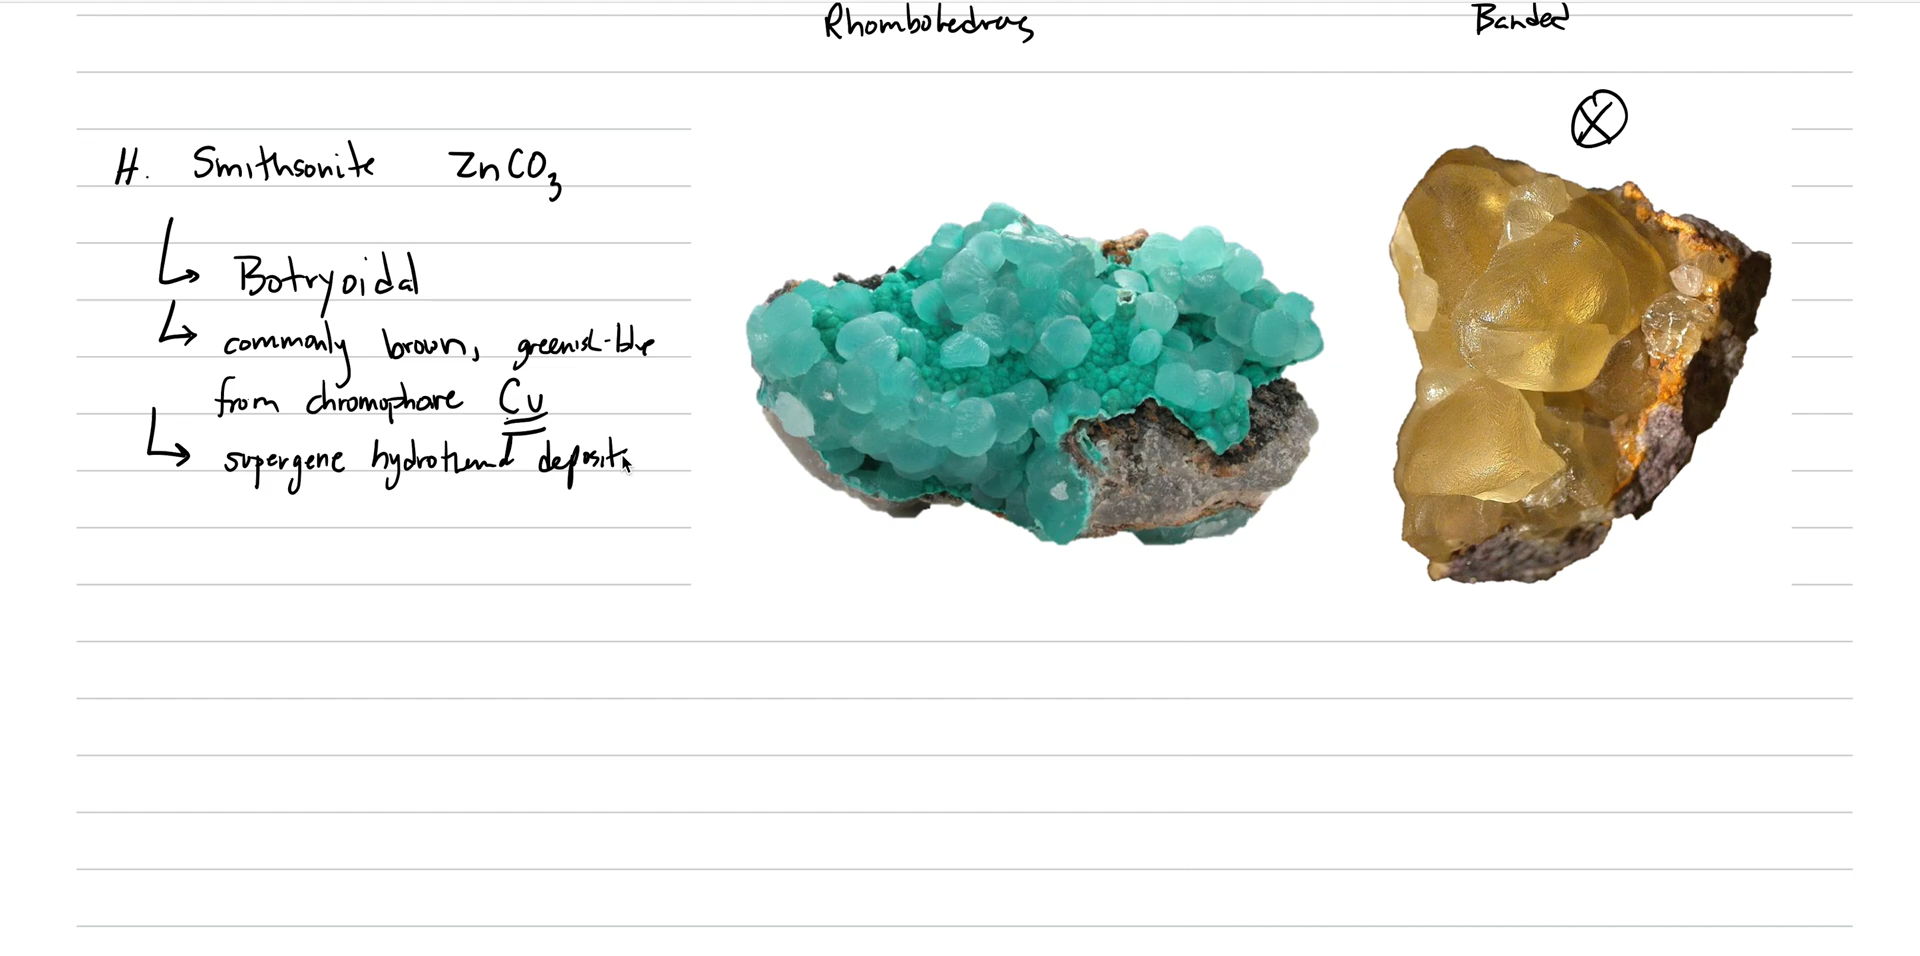 Rhombohedrons Banded
H. Smithsonite ZnCO₃
Botryoidal
commonly brown, greenish-blue
from chromophore Cu
supergene hydrothermal deposits